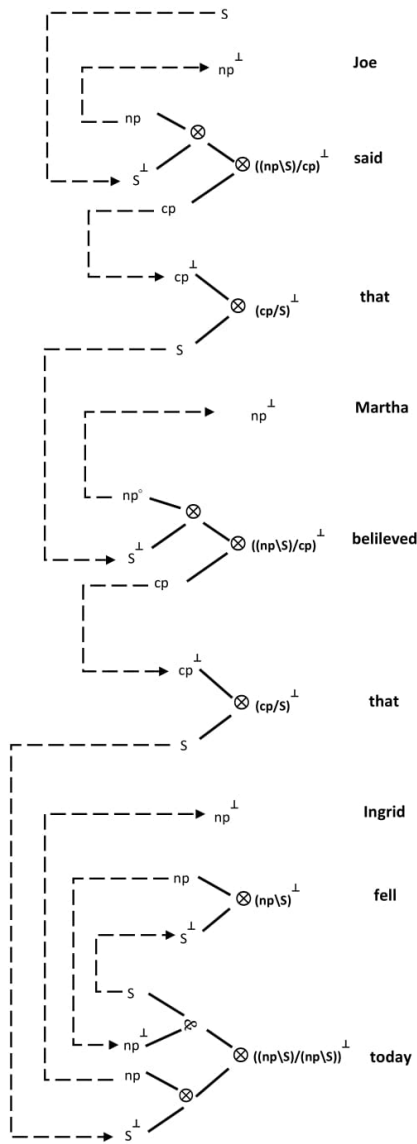 S
np⊥ Joe
np
⊗
⊗ ((np\S)/cp)⊥ said
S⊥
cp
cp⊥
⊗ (cp/S)⊥ that
S
np⊥ Martha
np°
⊗
⊗ ((np\S)/cp)⊥ belileved
S⊥
cp
cp⊥
⊗ (cp/S)⊥ that
S
np⊥ Ingrid
np
⊗ (np\S)⊥ fell
S⊥
S
&
np⊥
⊗ ((np\S)/(np\S))⊥ today
np
⊗
S⊥